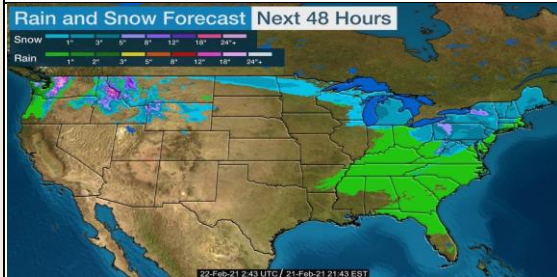 Rain and Snow Forecast Next 48 Hours
Snow
1" 3" 5" 8" 12" 18" 24"+
Rain
1" 2" 3" 5" 8" 12" 18" 24"+
22-Feb-21 2:43 UTC / 21-Feb-21 21:43 EST